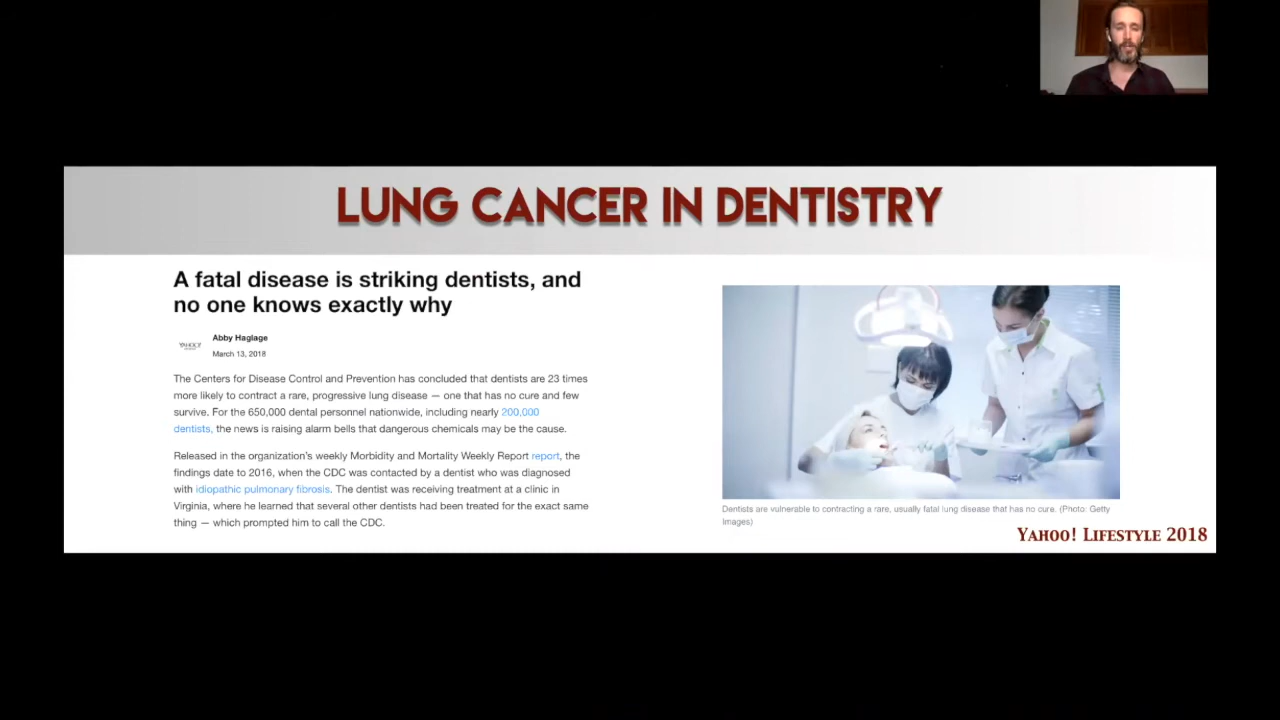 LUNG CANCER IN DENTISTRY
A fatal disease is striking dentists, and
no one knows exactly why
YAHOO!
Abby Haglage
March 13, 2018
The Centers for Disease Control and Prevention has concluded that dentists are 23 times
more likely to contract a rare, progressive lung disease — one that has no cure and few
survive. For the 650,000 dental personnel nationwide, including nearly 200,000
dentists, the news is raising alarm bells that dangerous chemicals may be the cause.
Released in the organization's weekly Morbidity and Mortality Weekly Report report, the
findings date to 2016, when the CDC was contacted by a dentist who was diagnosed
with idiopathic pulmonary fibrosis. The dentist was receiving treatment at a clinic in
Virginia, where he learned that several other dentists had been treated for the exact same
thing — which prompted him to call the CDC.
Dentists are vulnerable to contracting a rare, usually fatal lung disease that has no cure. (Photo: Getty
Images)
YAHOO! LIFESTYLE 2018